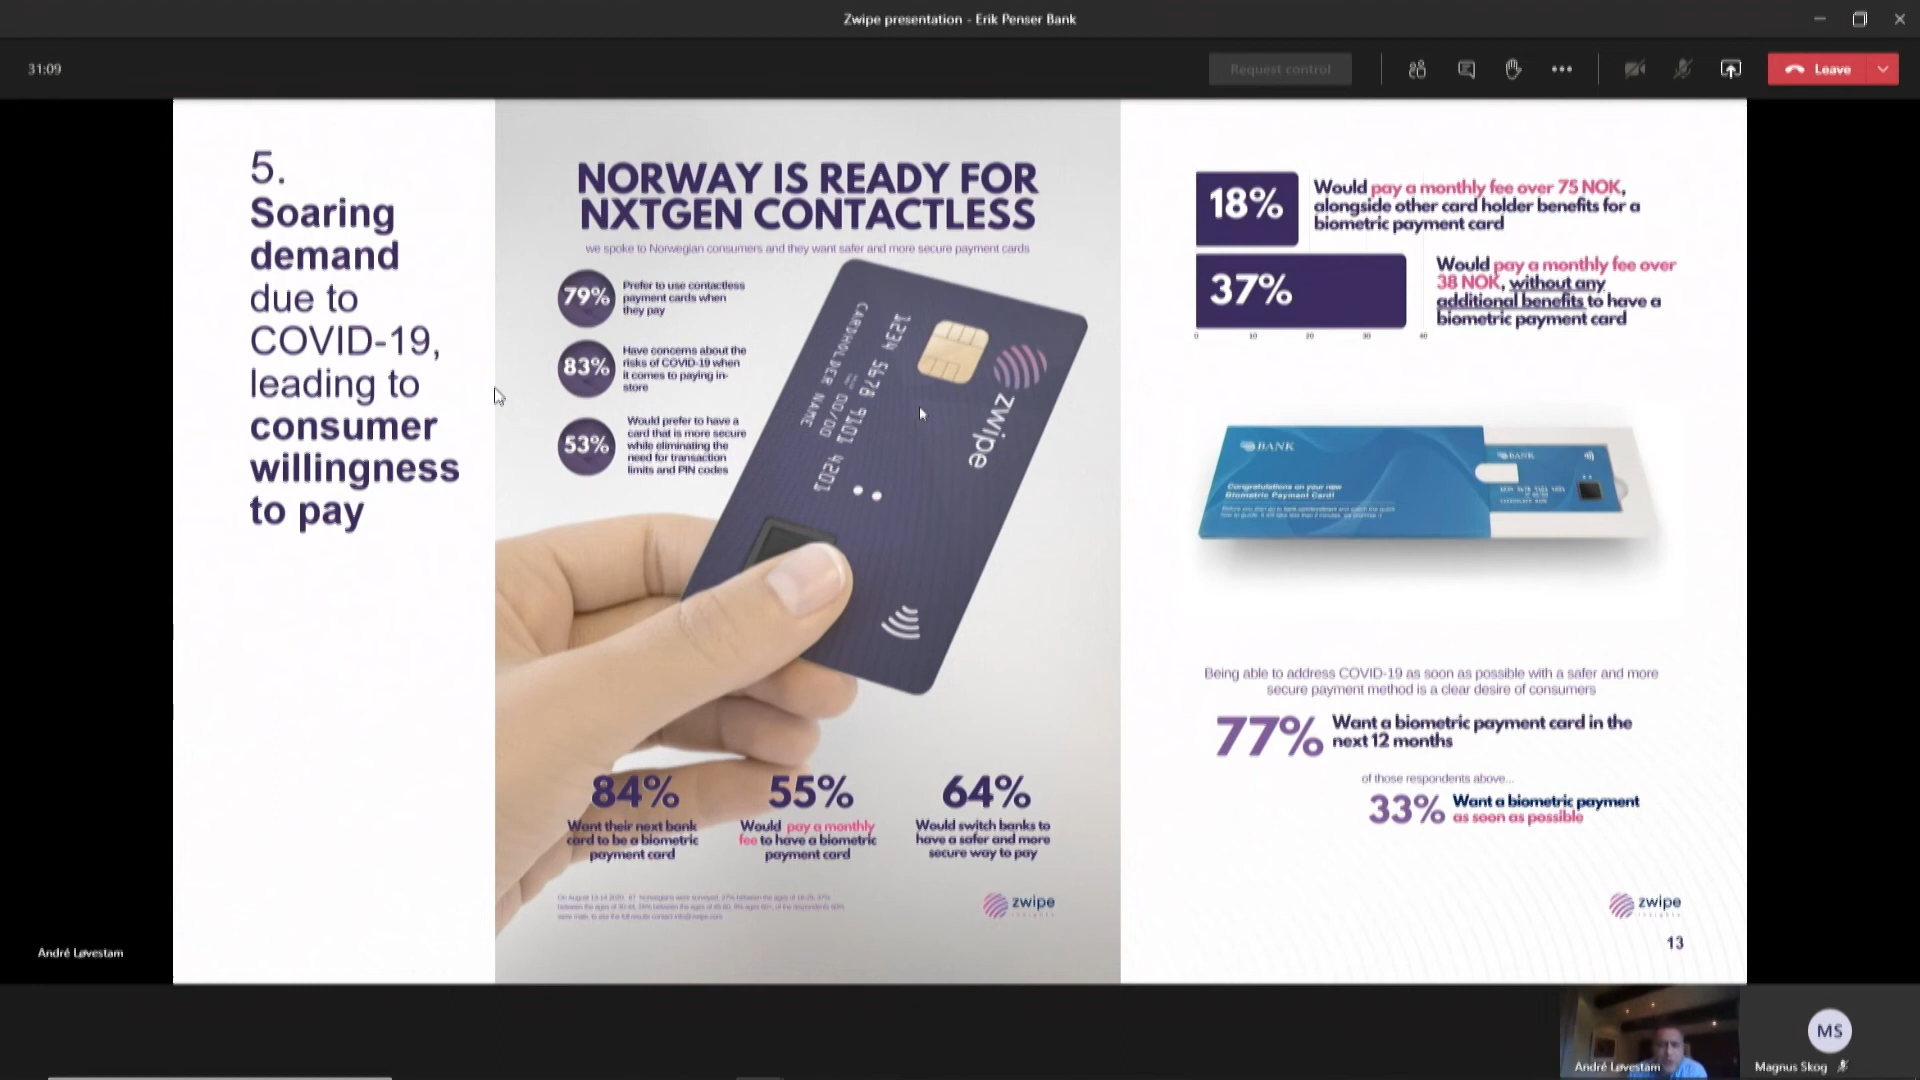 Zwipe presentation - Erik Penser Bank
31:09
Request control
Leave
5.
Soaring
demand
due to
COVID-19,
leading to
consumer
willingness
to pay
NORWAY IS READY FOR
NXTGEN CONTACTLESS
we spoke to Norwegian consumers and they want safer and more secure payment cards
79%
Prefer to use contactless
payment cards when
they pay
83%
Have concerns about the
risks of COVID-19 when
it comes to paying in-
store
53%
Would prefer to have a
card that is more secure
while eliminating the
need for transaction
limits and PIN codes
1234 5678 9101 4201
00/00
CARDHOLDER NAME
zwipe
84%
Want their next bank
card to be a biometric
payment card
55%
Would pay a monthly
fee to have a biometric
payment card
64%
Would switch banks to
have a safer and more
secure way to pay
zwipe
insights
18%
Would pay a monthly fee over 75 NOK,
alongside other card holder benefits for a
biometric payment card
37%
Would pay a monthly fee over
38 NOK, without any
additional benefits to have a
biometric payment card
0 10 20 30 40
BANK
Congratulations on your new
Biometric Payment Card!
BANK
Being able to address COVID-19 as soon as possible with a safer and more
secure payment method is a clear desire of consumers
77%
Want a biometric payment card in the
next 12 months
of those respondents above...
33%
Want a biometric payment
as soon as possible
zwipe
insights
13
André Løvestam
André Løvestam
MS
Magnus Skog